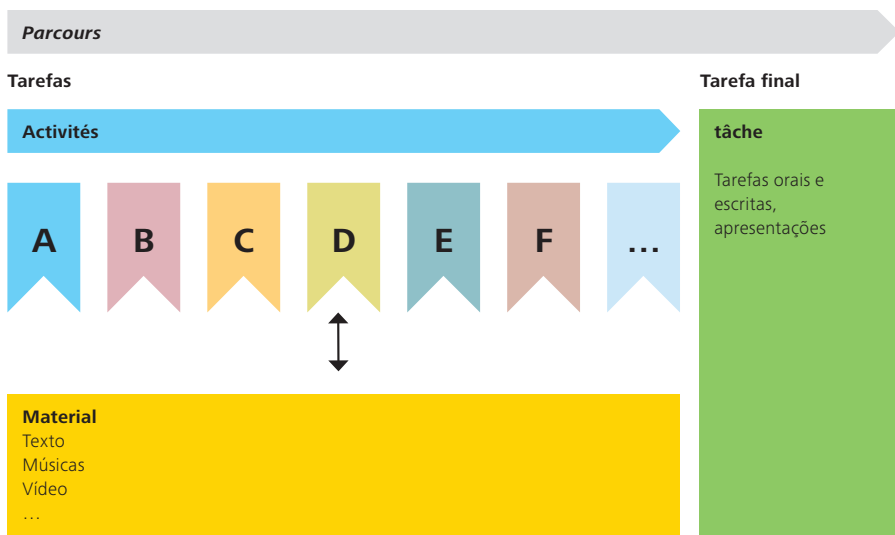 Parcours
Tarefas
Tarefa final
Activités
tâche
Tarefas orais e
escritas,
apresentações
A
B
C
D
E
F
...
Material
Texto
Músicas
Vídeo
...